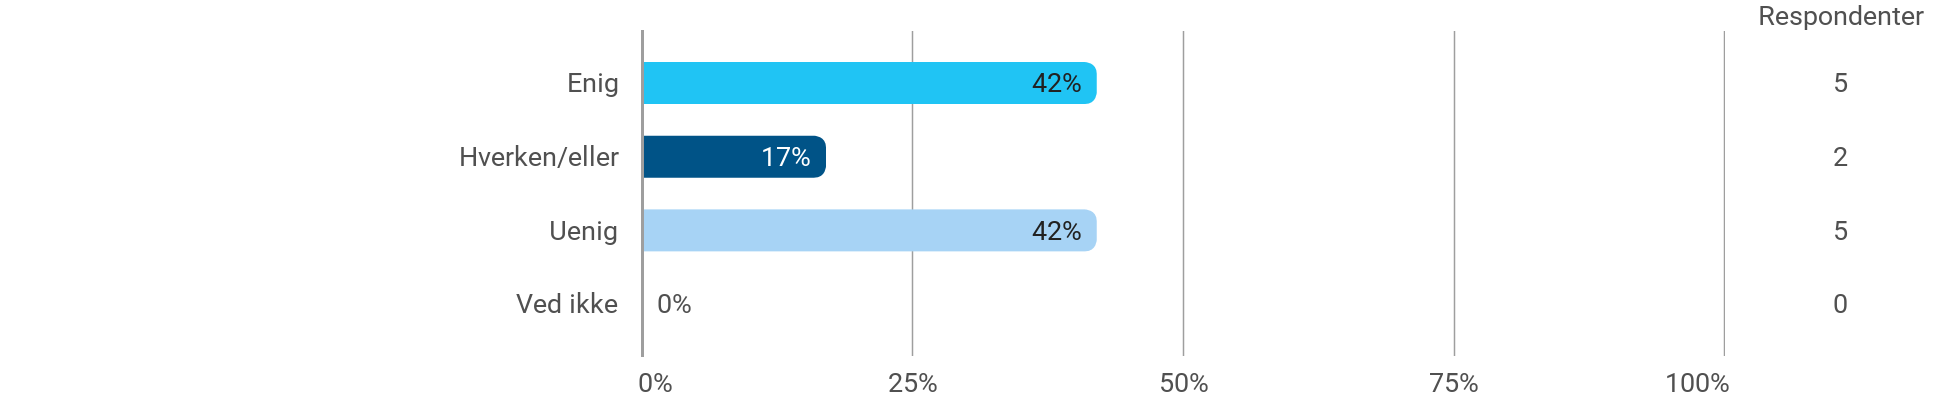 Respondenter
Enig 42% 5
Hverken/eller 17% 2
Uenig 42% 5
Ved ikke 0% 0
0% 25% 50% 75% 100%